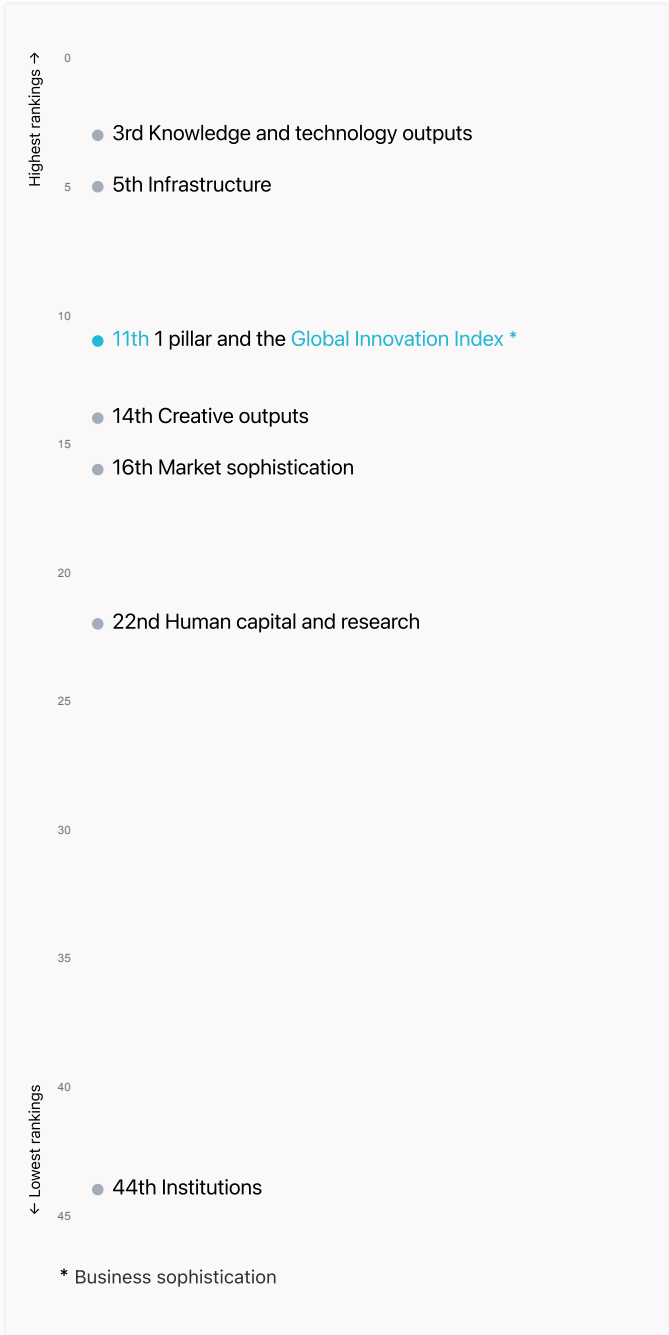 Highest rankings →
0
3rd Knowledge and technology outputs
5
5th Infrastructure
10
11th 1 pillar and the Global Innovation Index *
14th Creative outputs
15
16th Market sophistication
20
22nd Human capital and research
25
30
35
40
← Lowest rankings
44th Institutions
45
* Business sophistication